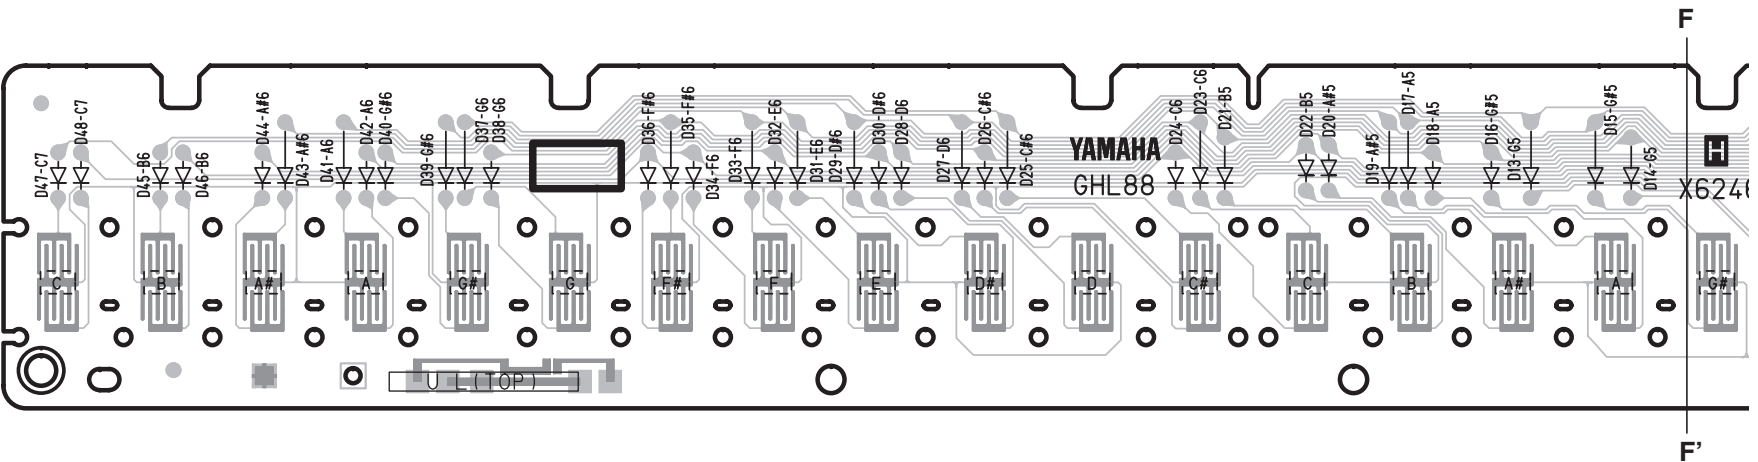 F
D47-C7
D48-C7
D45-B6
D46-B6
D44-A#6
D43-A#6
D41-A6
D42-A6
D40-G#6
D39-G#6
D37-G6
D38-G6
D36-F#6
D35-F#6
D34-F6
D33-F6
D32-E6
D31-E6
D29-D#6
D30-D#6
D28-D6
D27-D6
D26-C#6
D25-C#6
YAMAHA
GHL88
D24-C6
D23-C6
D21-B5
D22-B5
D20-A#5
D19-A#5
D17-A5
D18-A5
D16-G#5
D13-G5
D15-G#5
D14-G5
H
X6246
C B A# A G# G F# F E D# D C# C B A# A G#
U L(TOP)
F'